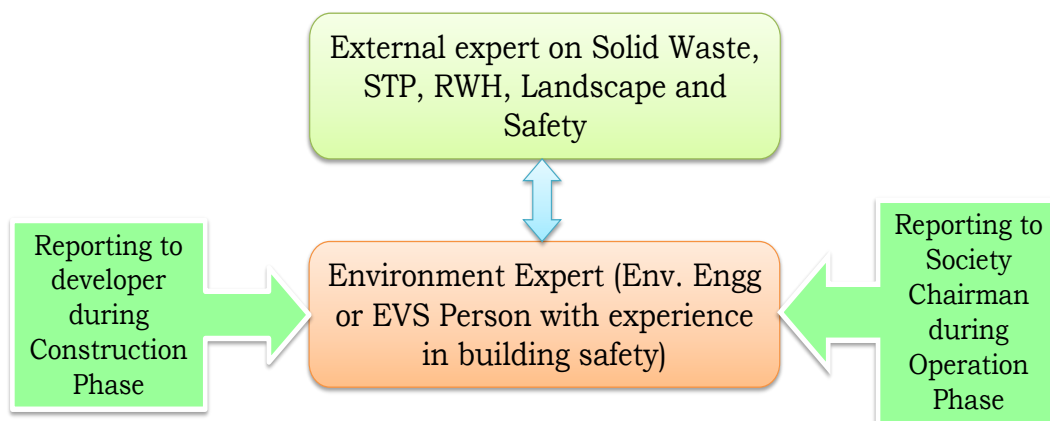 External expert on Solid Waste,
STP, RWH, Landscape and
Safety
Reporting to
developer
during
Construction
Phase
Environment Expert (Env. Engg
or EVS Person with experience
in building safety)
Reporting to
Society
Chairman
during
Operation
Phase